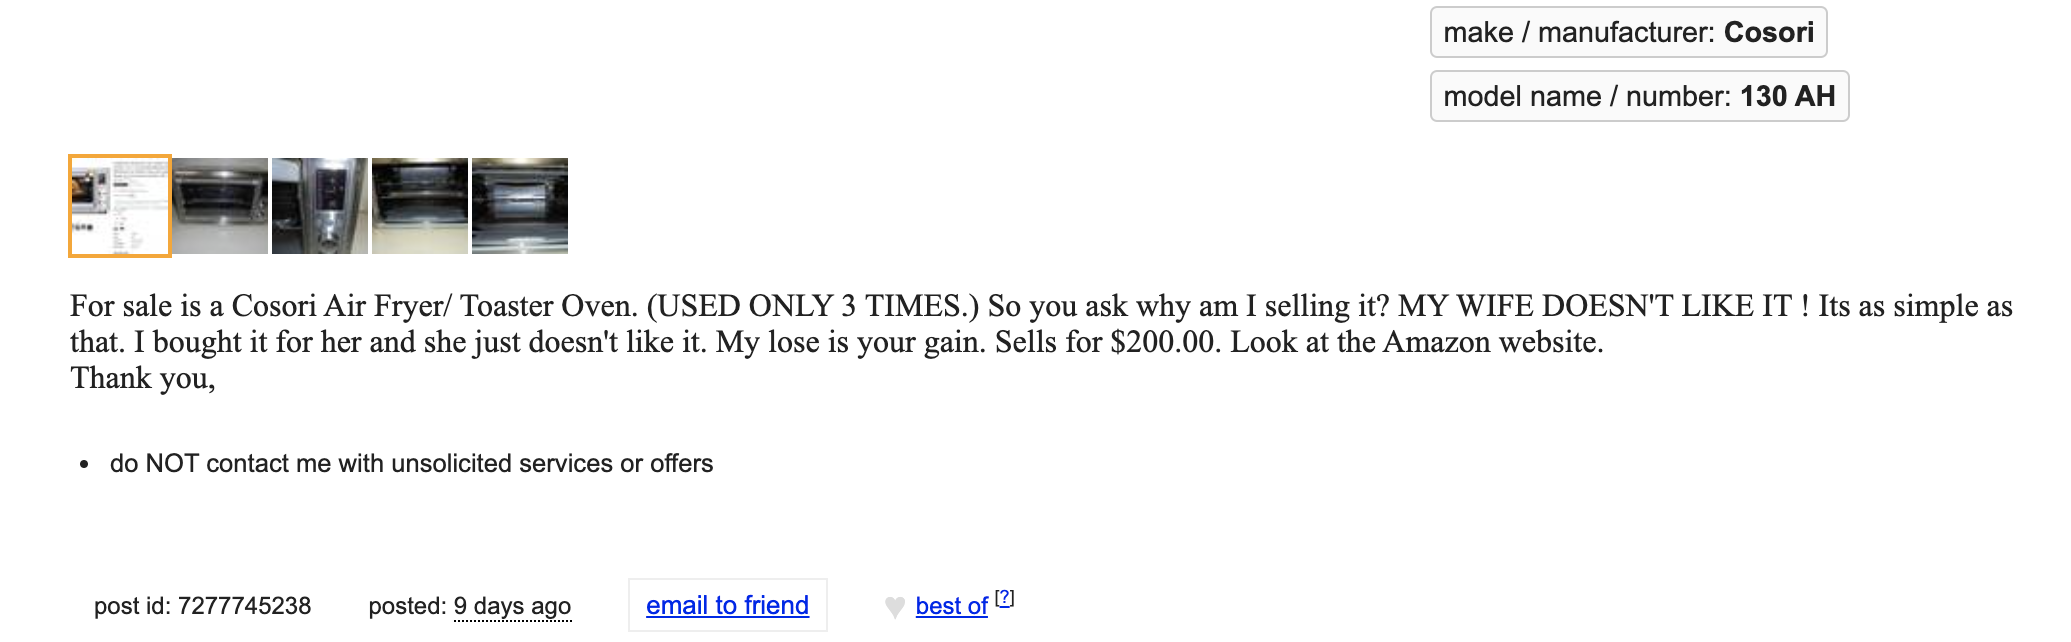 make / manufacturer: Cosori
model name / number: 130 AH
For sale is a Cosori Air Fryer/ Toaster Oven. (USED ONLY 3 TIMES.) So you ask why am I selling it? MY WIFE DOESN'T LIKE IT ! Its as simple as
that. I bought it for her and she just doesn't like it. My lose is your gain. Sells for $200.00. Look at the Amazon website.
Thank you,
• do NOT contact me with unsolicited services or offers
post id: 7277745238 posted: 9 days ago email to friend ♥ best of [?]